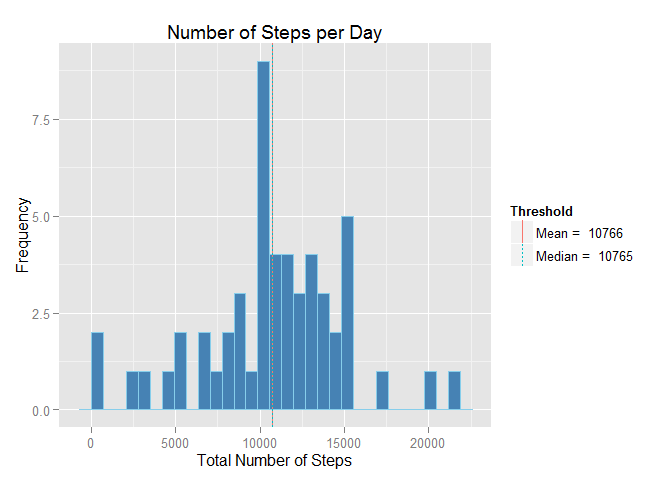 Number of Steps per Day
Frequency
7.5
5.0
2.5
0.0
0
5000
10000
15000
20000
Total Number of Steps
Threshold
Mean = 10766
Median = 10765